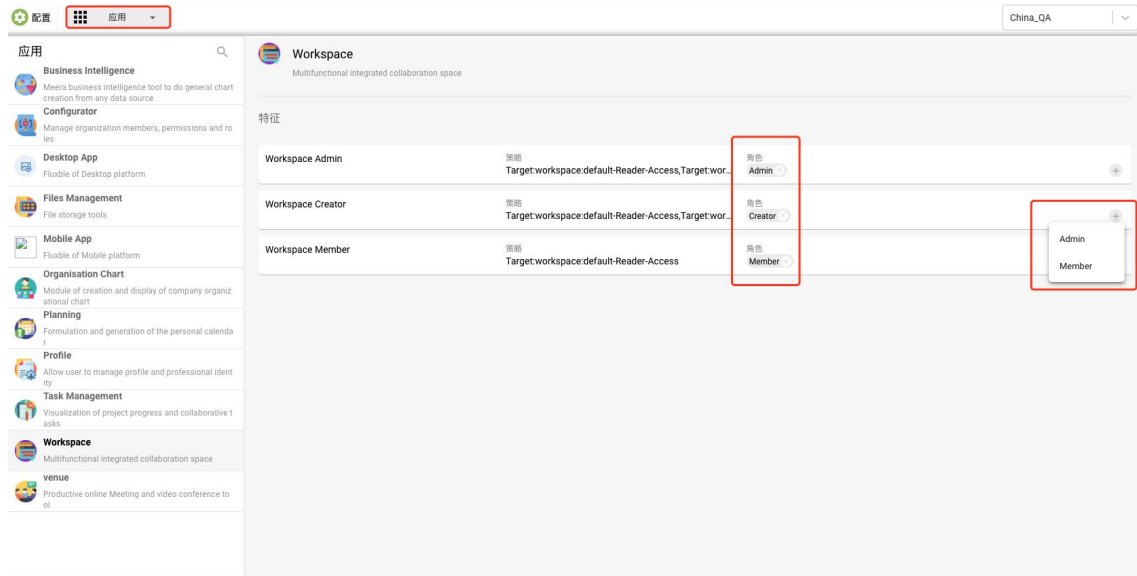 配置
应用
China_QA
应用
Business Intelligence
Meera business intelligence tool to do general chart
creation from any data source
Configurator
Manage organization members, permissions and ro
les
Desktop App
Fluxble of Desktop platform
Files Management
File storage tools
Mobile App
Fluxble of Mobile platform
Organisation Chart
Module of creation and display of company organiz
ational chart
Planning
Formulation and generation of the personal calenda
r
Profile
Allow user to manage profile and professional ident
ity
Task Management
Visualization of project progress and collaborative t
asks
Workspace
Multifunctional integrated collaboration space
venue
Productive online Meeting and video conference to
ol
Workspace
Multifunctional integrated collaboration space
特征
Workspace Admin
策略
Target:workspace:default-Reader-Access,Target:wor...
角色
Admin
Workspace Creator
策略
Target:workspace:default-Reader-Access,Target:wor...
角色
Creator
Workspace Member
策略
Target:workspace:default-Reader-Access
角色
Member
Admin
Member